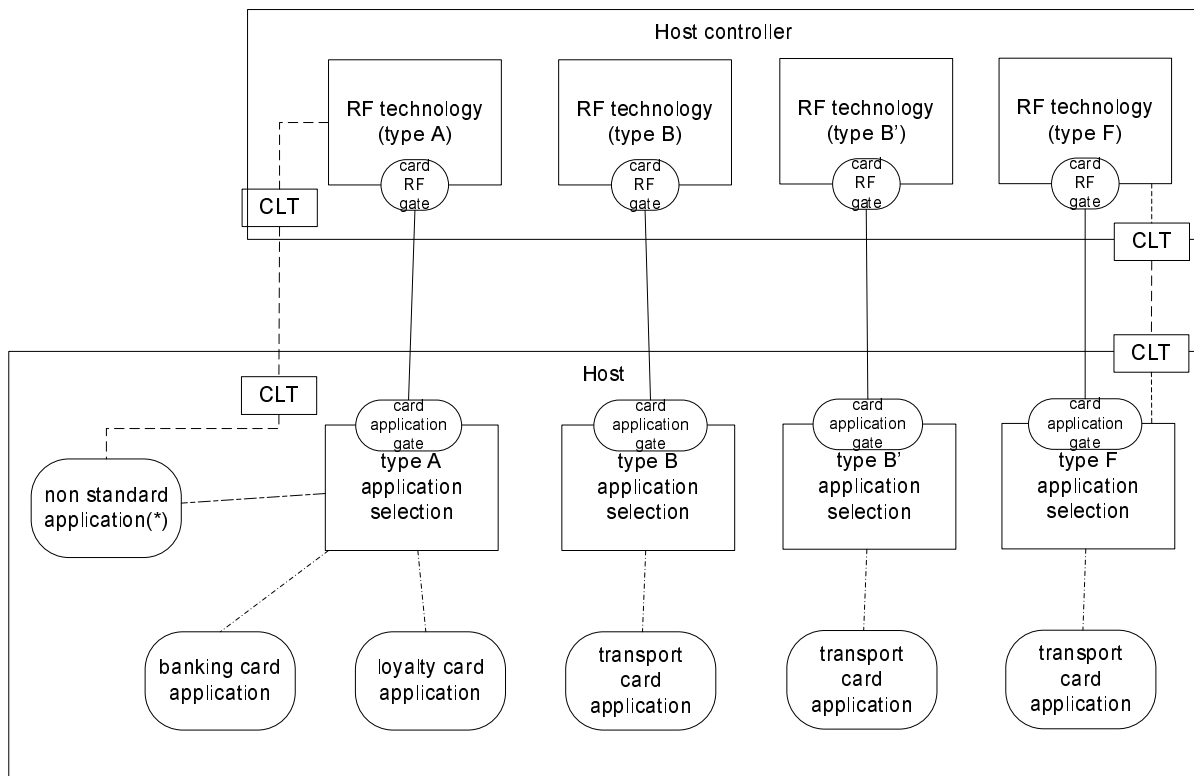 Host controller
RF technology
(type A)
RF technology
(type B)
RF technology
(type B’)
RF technology
(type F)
card
RF
gate
card
RF
gate
card
RF
gate
card
RF
gate
CLT
CLT
CLT
CLT
Host
card
application
gate
card
application
gate
card
application
gate
card
application
gate
type A
application
selection
type B
application
selection
type B’
application
selection
type F
application
selection
non standard
application(*)
banking card
application
loyalty card
application
transport
card
application
transport
card
application
transport
card
application